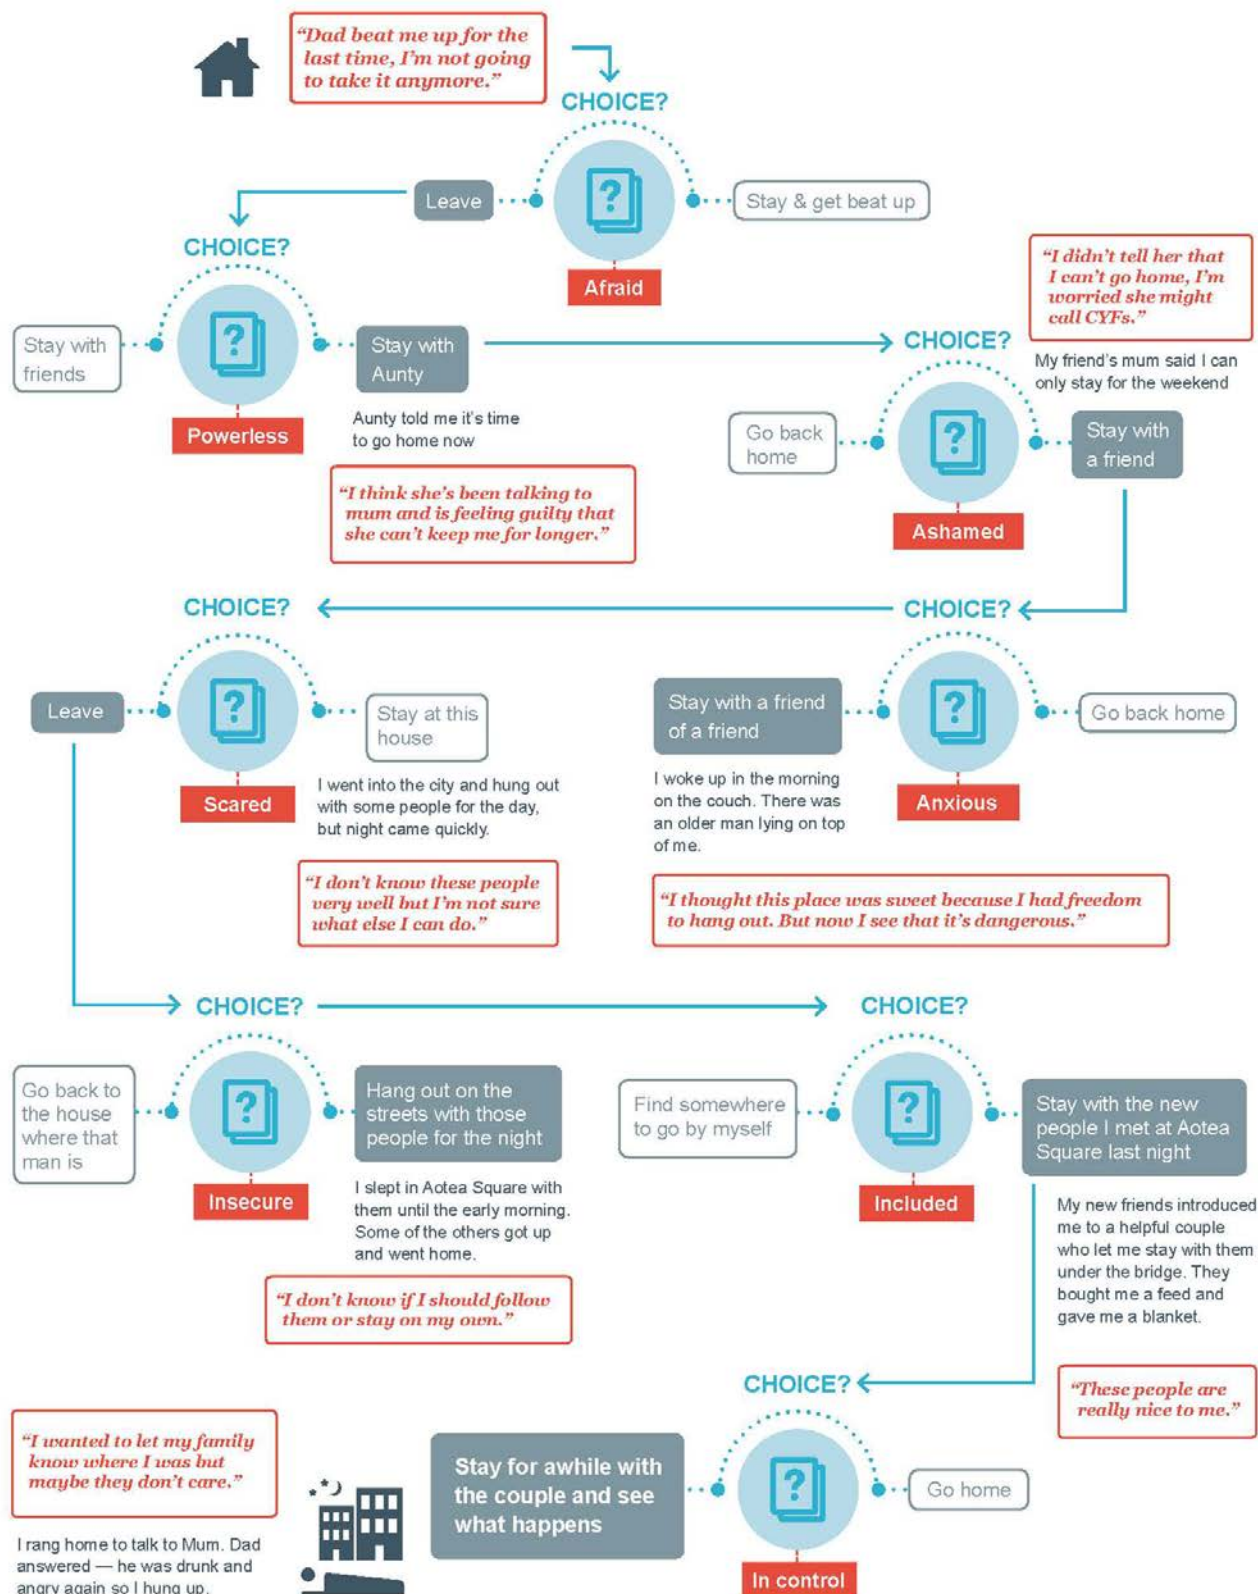 “Dad beat me up for the
last time, I’m not going
to take it anymore.”
CHOICE?
?
Leave
Stay & get beat up
Afraid
CHOICE?
?
Stay with
friends
Stay with
Aunty
Powerless
Aunty told me it’s time
to go home now
“I think she’s been talking to
mum and is feeling guilty that
she can’t keep me for longer.”
“I didn’t tell her that
I can’t go home, I’m
worried she might
call CYFs.”
CHOICE?
My friend’s mum said I can
only stay for the weekend
?
Go back
home
Stay with
a friend
Ashamed
CHOICE?
?
Stay with a friend
of a friend
Go back home
Anxious
I woke up in the morning
on the couch. There was
an older man lying on top
of me.
“I thought this place was sweet because I had freedom
to hang out. But now I see that it’s dangerous.”
CHOICE?
?
Leave
Stay at this
house
Scared
I went into the city and hung out
with some people for the day,
but night came quickly.
“I don’t know these people
very well but I’m not sure
what else I can do.”
CHOICE?
?
Go back to
the house
where that
man is
Hang out on the
streets with those
people for the night
Insecure
I slept in Aotea Square with
them until the early morning.
Some of the others got up
and went home.
“I don’t know if I should follow
them or stay on my own.”
CHOICE?
?
Find somewhere
to go by myself
Stay with the new
people I met at Aotea
Square last night
Included
My new friends introduced
me to a helpful couple
who let me stay with them
under the bridge. They
bought me a feed and
gave me a blanket.
“These people are
really nice to me.”
CHOICE?
?
Stay for awhile with
the couple and see
what happens
Go home
In control
“I wanted to let my family
know where I was but
maybe they don’t care.”
I rang home to talk to Mum. Dad
answered — he was drunk and
angry again so I hung up.